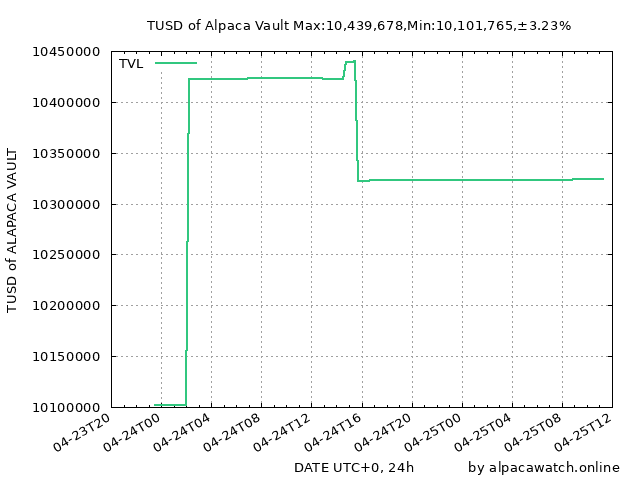 TUSD of Alpaca Vault Max:10,439,678,Min:10,101,765,±3.23%
TVL
10450000
10400000
10350000
10300000
10250000
10200000
10150000
10100000
TUSD of ALAPACA VAULT
04-23T20
04-24T00
04-24T04
04-24T08
04-24T12
04-24T16
04-24T20
04-25T00
04-25T04
04-25T08
04-25T12
DATE UTC+0, 24h
by alpacawatch.online